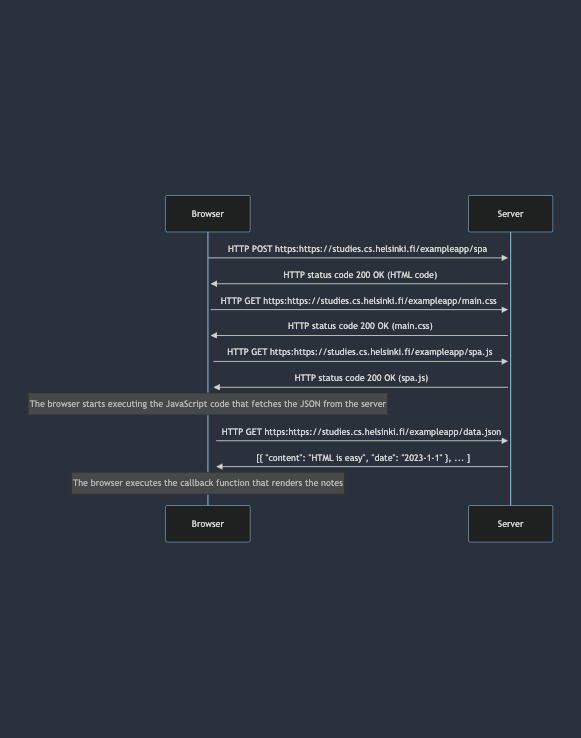 Browser
Server
HTTP POST https:https://studies.cs.helsinki.fi/exampleapp/spa
HTTP status code 200 OK (HTML code)
HTTP GET https:https://studies.cs.helsinki.fi/exampleapp/main.css
HTTP status code 200 OK (main.css)
HTTP GET https:https://studies.cs.helsinki.fi/exampleapp/spa.js
HTTP status code 200 OK (spa.js)
The browser starts executing the JavaScript code that fetches the JSON from the server
HTTP GET https:https://studies.cs.helsinki.fi/exampleapp/data.json
[{ "content": "HTML is easy", "date": "2023-1-1" }, ... ]
The browser executes the callback function that renders the notes
Browser
Server